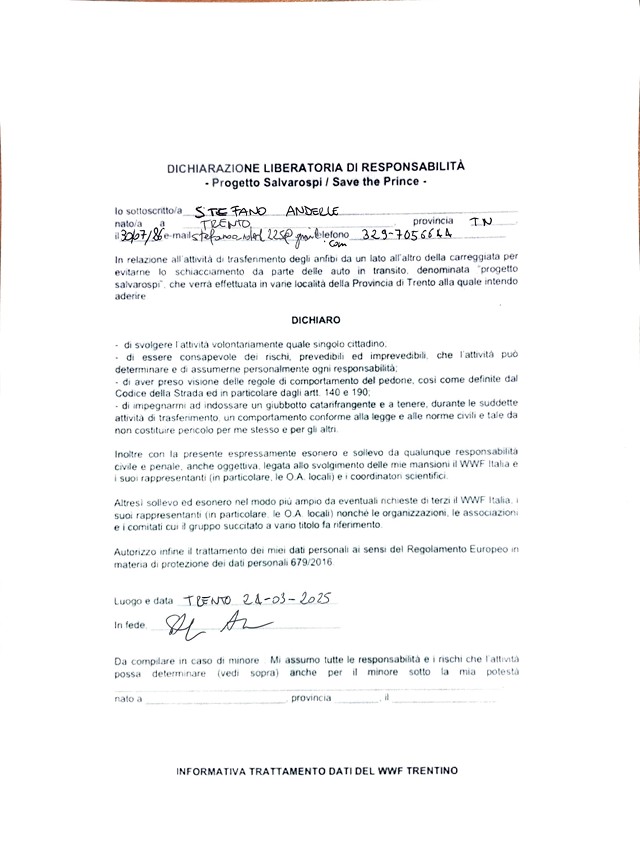 DICHIARAZIONE LIBERATORIA DI RESPONSABILITÀ
- Progetto Salvarospi / Save the Prince -
Io sottoscritto/a STEFANO ANDERLE
nato/a a TRENTO provincia TN
il e-mail telefono
.com
In relazione all'attività di trasferimento degli anfibi da un lato all'altro della carreggiata per
evitarne lo schiacciamento da parte delle auto in transito, denominata "progetto
salvarospi", che verrà effettuata in varie località della Provincia di Trento alla quale intendo
aderire
DICHIARO
- di svolgere l'attività volontariamente quale singolo cittadino;
- di essere consapevole dei rischi, prevedibili ed imprevedibili, che l'attività può
determinare e di assumerne personalmente ogni responsabilità;
- di aver preso visione delle regole di comportamento del pedone, così come definite dal
Codice della Strada ed in particolare dagli artt. 140 e 190;
- di impegnarmi ad indossare un giubbotto catarifrangente e a tenere, durante le suddette
attività di trasferimento, un comportamento conforme alla legge e alle norme civili e tale da
non costituire pericolo per me stesso e per gli altri.
Inoltre con la presente espressamente esonero e sollevo da qualunque responsabilità
civile e penale, anche oggettiva, legata allo svolgimento delle mie mansioni il WWF Italia e
i suoi rappresentanti (in particolare, le O.A. locali) e i coordinatori scientifici.
Altresì sollevo ed esonero nel modo più ampio da eventuali richieste di terzi il WWF Italia, i
suoi rappresentanti (in particolare, le O.A. locali) nonché le organizzazioni, le associazioni
e i comitati cui il gruppo succitato a vario titolo fa riferimento.
Autorizzo infine il trattamento dei miei dati personali ai sensi del Regolamento Europeo in
materia di protezione dei dati personali 679/2016.
Luogo e data TRENTO 21-03-2025
In fede,
Da compilare in caso di minore: Mi assumo tutte le responsabilità e i rischi che l'attività
possa determinare (vedi sopra) anche per il minore sotto la mia potestà
nato a , provincia , il
INFORMATIVA TRATTAMENTO DATI DEL WWF TRENTINO